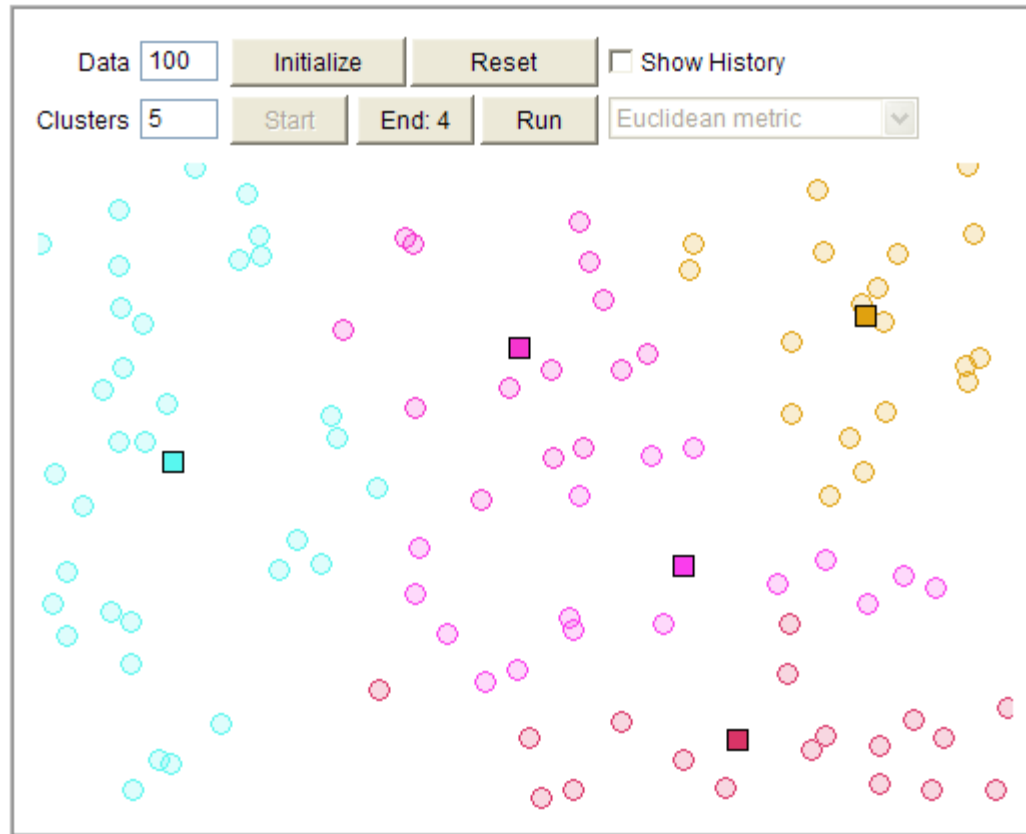 Data 100 Initialize Reset Show History
Clusters 5 Start End: 4 Run Euclidean metric